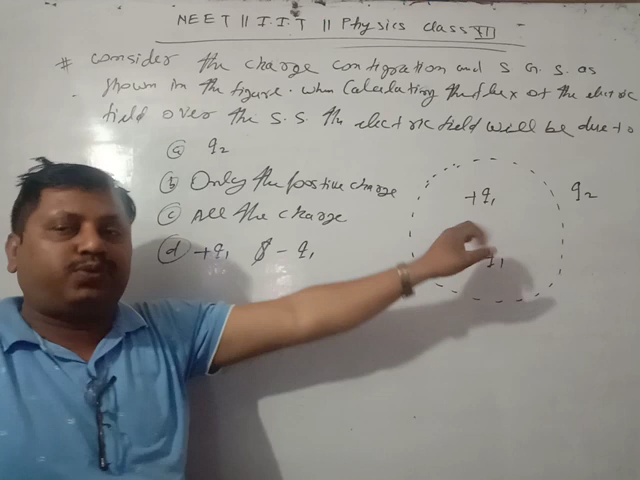 NEET || I.I.T || Physics class XII
# consider the charge contigration and S G.S. as
shown in the figure. when Calculating the flux of the electric
field over the S.S. the electric field will be due to
(a) q2
(b) Only the positive charge
(c) All the charge
(d) +q1 & -q1
+q1
q2
q1